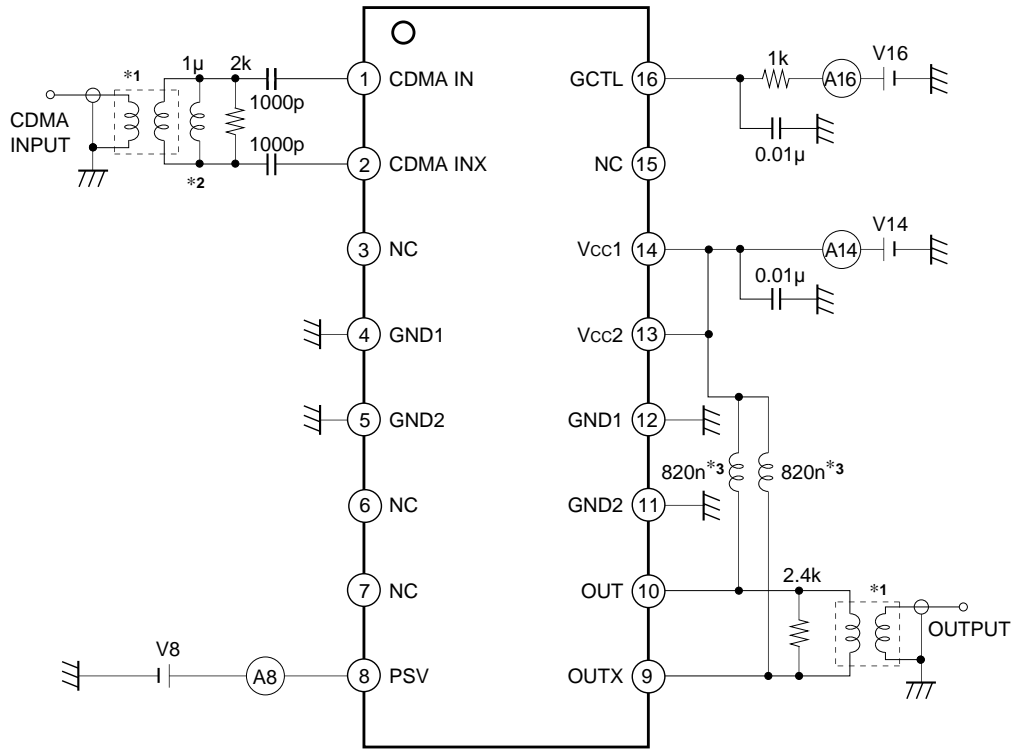 *1
1µ
2k
1000p
1000p
*2
CDMA
INPUT
1 CDMA IN
2 CDMA INX
3 NC
4 GND1
5 GND2
6 NC
7 NC
8 PSV
V8
A8
GCTL 16
NC 15
VCC1 14
VCC2 13
GND1 12
GND2 11
OUT 10
OUTX 9
1k
A16
V16
0.01µ
A14
V14
0.01µ
820n*3
820n*3
2.4k
*1
OUTPUT